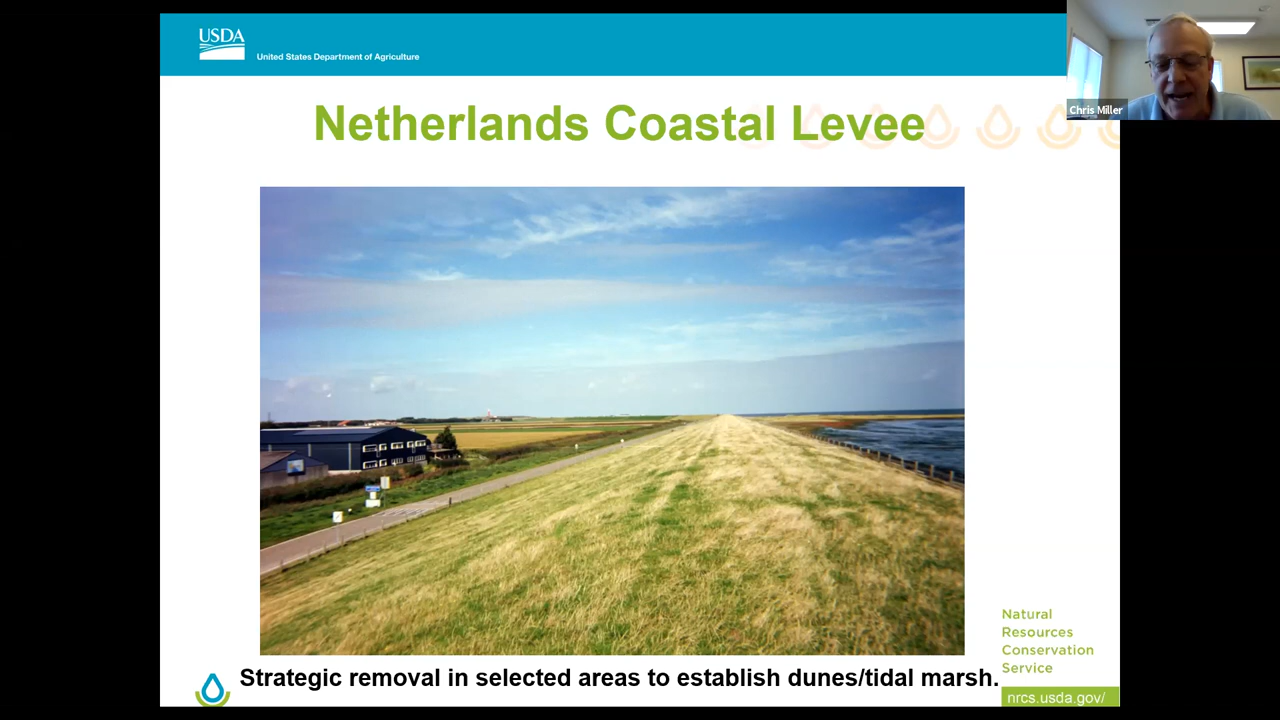 USDA
United States Department of Agriculture
Chris Miller
Netherlands Coastal Levee
Strategic removal in selected areas to establish dunes/tidal marsh.
Natural
Resources
Conservation
Service
nrcs.usda.gov/